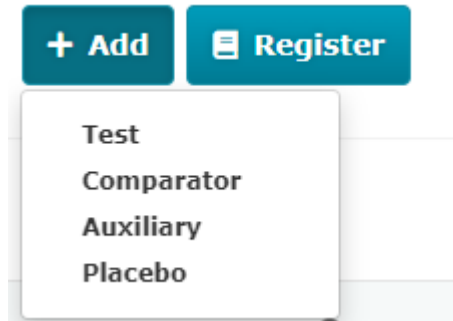 + Add Register
Test
Comparator
Auxiliary
Placebo